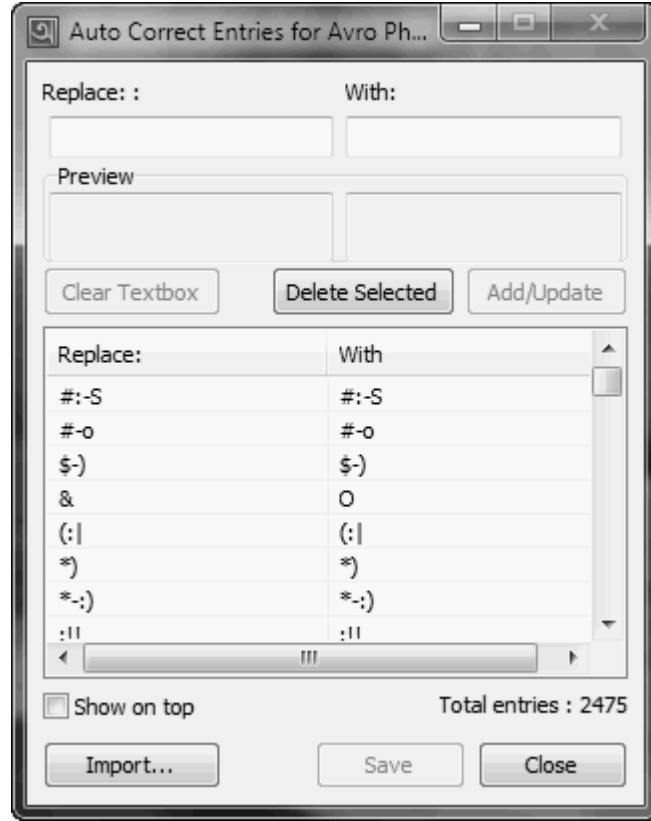 Auto Correct Entries for Avro Ph...
Replace: : With:
Preview
Clear Textbox Delete Selected Add/Update
Replace: With
#:-S #:-S
#-o #-o
$-) $-)
& O
(:| (:|
*) *)
*-:) *-:)
Show on top Total entries : 2475
Import... Save Close